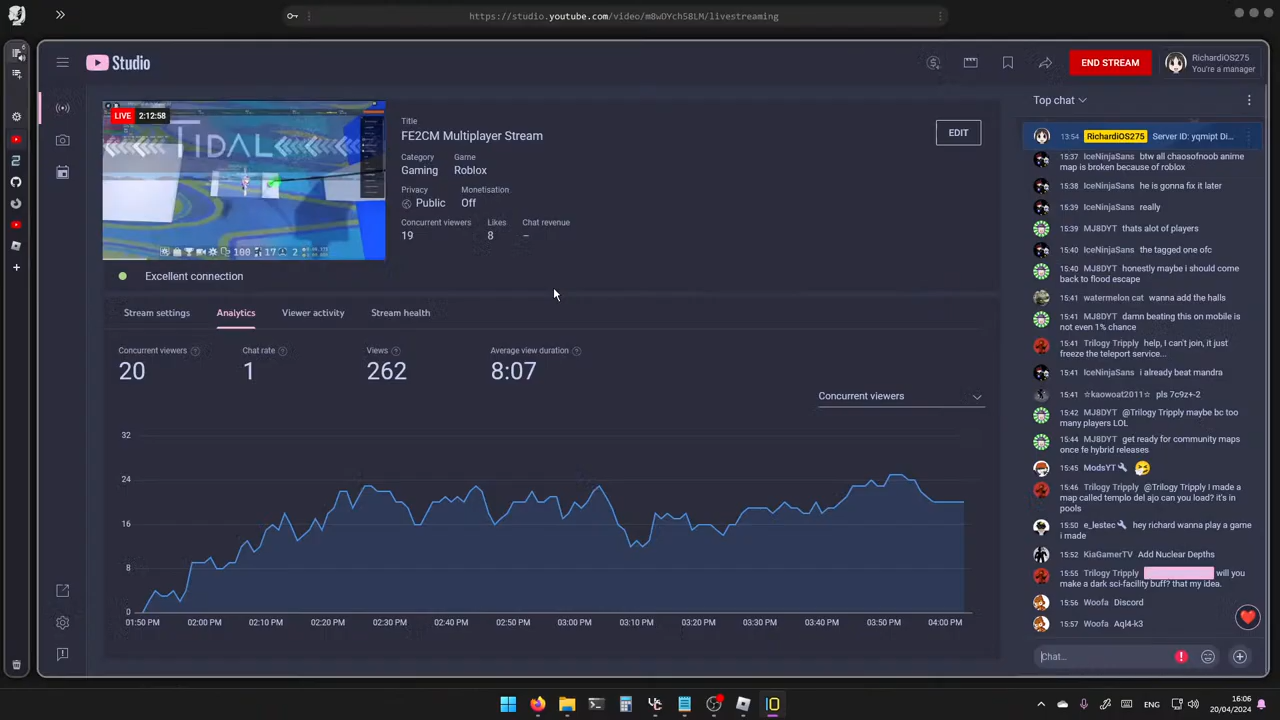 https://studio.youtube.com/video/mBwDYch58LM/livestreaming
Studio
END STREAM
RichardiOS275
You're a manager
LIVE 2:12:58
TIDAL
100 17 2
Title
FE2CM Multiplayer Stream
EDIT
Category Game
Gaming Roblox
Privacy Monetisation
Public Off
Concurrent viewers Likes Chat revenue
19 8 –
Excellent connection
Stream settings Analytics Viewer activity Stream health
Concurrent viewers Chat rate Views Average view duration
20 1 262 8:07
Concurrent viewers
32
24
16
8
0
01:50 PM 02:00 PM 02:10 PM 02:20 PM 02:30 PM 02:40 PM 02:50 PM 03:00 PM 03:10 PM 03:20 PM 03:30 PM 03:40 PM 03:50 PM 04:00 PM
Top chat
13:54 RichardiOS275 Server ID: yqmipt Di...
15:37 IceNinjaSans btw all chaosofnoob anime
map is broken because of roblox
15:38 IceNinjaSans he is gonna fix it later
15:39 IceNinjaSans really
15:39 MJ8DYT thats alot of players
15:40 IceNinjaSans the tagged one ofc
15:40 MJ8DYT honestly maybe i should come
back to flood escape
15:41 watermelon cat wanna add the halls
15:41 MJ8DYT damn beating this on mobile is
not even 1% chance
15:41 Trilogy Tripply help, I can't join, it just
freeze the teleport service...
15:41 IceNinjaSans i already beat mandra
15:41 ☆kaowoat2011☆ pls 7c9z+-2
15:42 MJ8DYT @Trilogy Tripply maybe bc too
many players LOL
15:44 MJ8DYT get ready for community maps
once fe hybrid releases
15:45 ModsYT
15:46 Trilogy Tripply @Trilogy Tripply I made a
map called templo del ajo can you load? it's in
pools
15:50 e_lestec hey richard wanna play a game
i made
15:52 KiaGamerTV Add Nuclear Depths
15:55 Trilogy Tripply will you
make a dark sci-facility buff? that my idea.
15:56 Woofa Discord
15:57 Woofa Aql4-k3
Chat...
ENG
16:06
20/04/2024